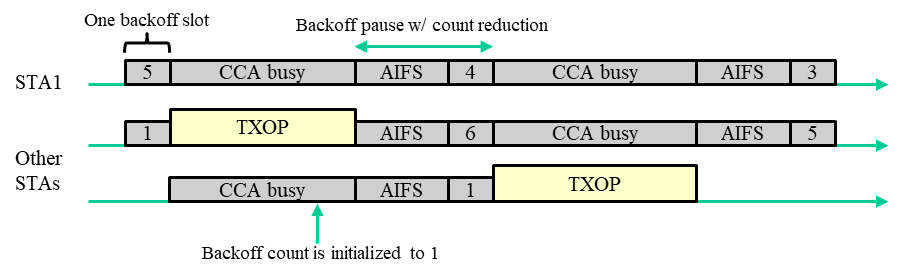 One backoff slot
Backoff pause w/ count reduction
STA1
5 CCA busy AIFS 4 CCA busy AIFS 3
1 TXOP AIFS 6 CCA busy AIFS 5
Other
STAs
CCA busy AIFS 1 TXOP
Backoff count is initialized to 1